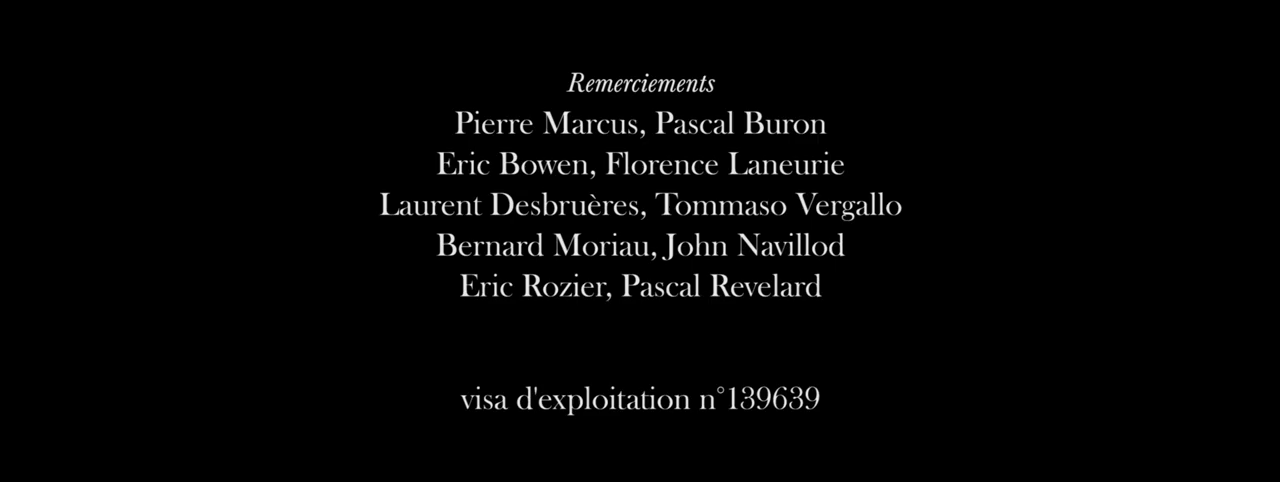 Remerciements
Pierre Marcus, Pascal Buron
Eric Bowen, Florence Laneurie
Laurent Desbruères, Tommaso Vergallo
Bernard Moriau, John Navillod
Eric Rozier, Pascal Revelard
visa d'exploitation n°139639